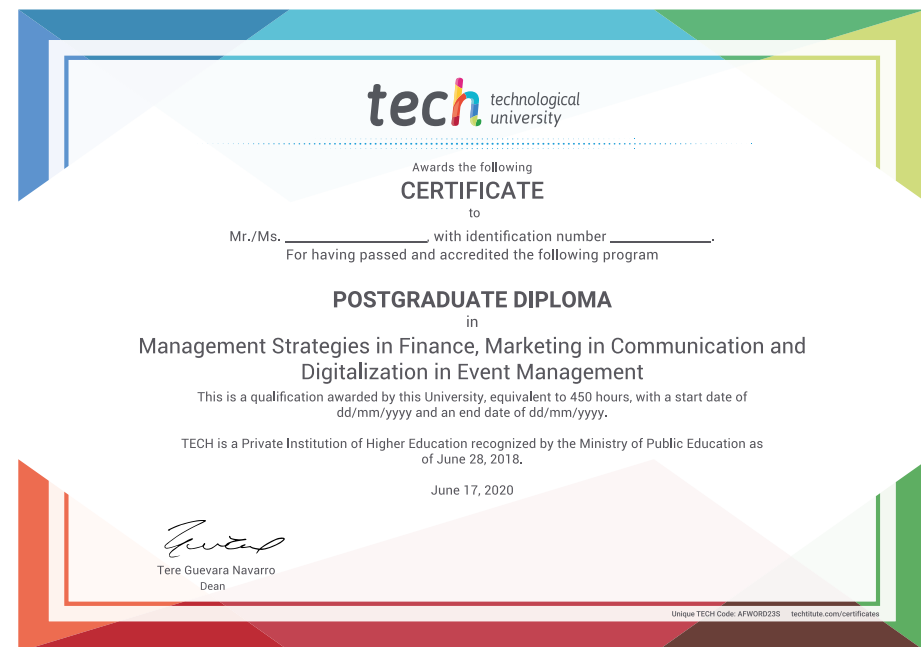 tech technological
university
Awards the following
CERTIFICATE
to
Mr./Ms. ____________, with identification number ____________.
For having passed and accredited the following program
POSTGRADUATE DIPLOMA
in
Management Strategies in Finance, Marketing in Communication and
Digitalization in Event Management
This is a qualification awarded by this University, equivalent to 450 hours, with a start date of
dd/mm/yyyy and an end date of dd/mm/yyyy.
TECH is a Private Institution of Higher Education recognized by the Ministry of Public Education as
of June 28, 2018.
June 17, 2020
Tere Guevara Navarro
Dean
Unique TECH Code: AFWORD23S techtitute.com/certificates